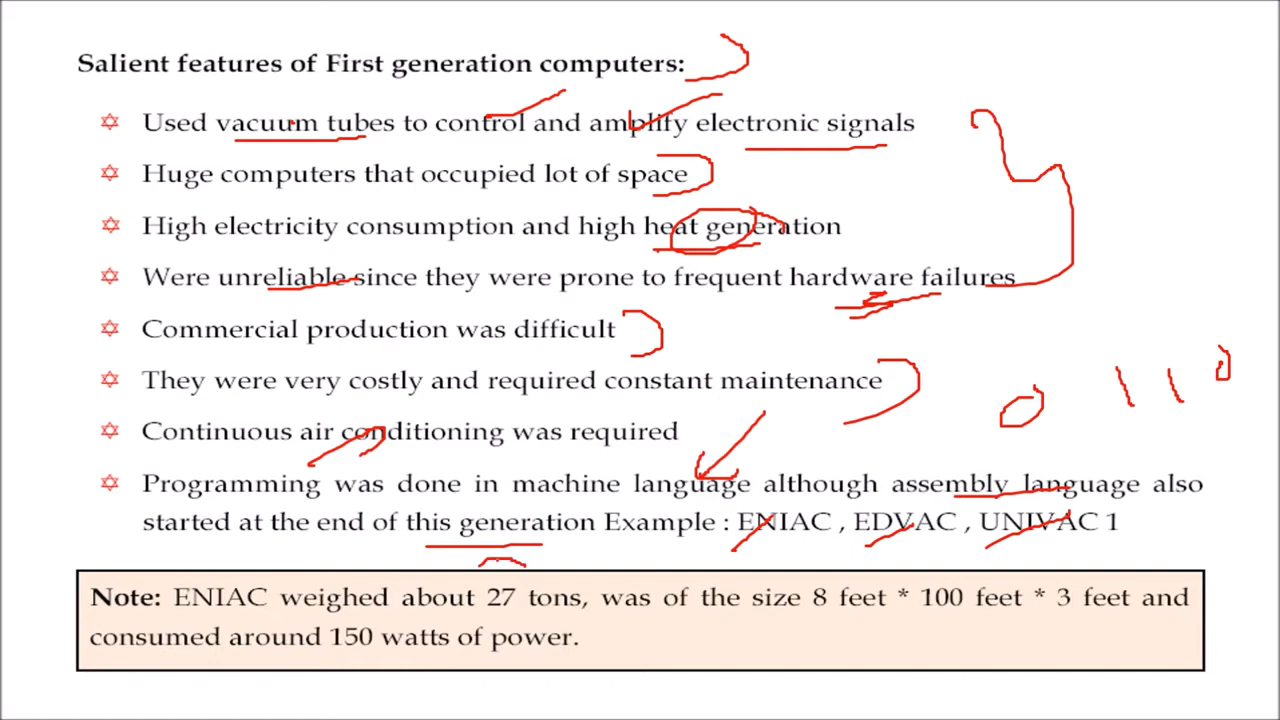 Salient features of First generation computers:
Used vacuum tubes to control and amplify electronic signals
Huge computers that occupied lot of space
High electricity consumption and high heat generation
Were unreliable since they were prone to frequent hardware failures
Commercial production was difficult
They were very costly and required constant maintenance
0 1 1 0
Continuous air conditioning was required
Programming was done in machine language although assembly language also
started at the end of this generation Example : ENIAC , EDVAC , UNIVAC 1
Note: ENIAC weighed about 27 tons, was of the size 8 feet * 100 feet * 3 feet and
consumed around 150 watts of power.